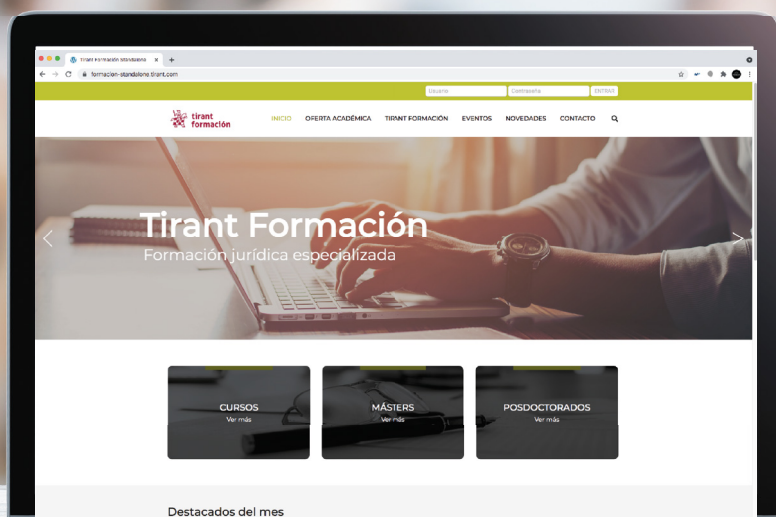 Tirant Formación Standalone
formacion-standalone.tirant.com
Usuario Contraseña ENTRAR
tirant
formación
INICIO OFERTA ACADÉMICA TIRANT FORMACIÓN EVENTOS NOVEDADES CONTACTO
Tirant Formación
Formación jurídica especializada
CURSOS MÁSTERS POSDOCTORADOS
Ver más Ver más Ver más
Destacados del mes